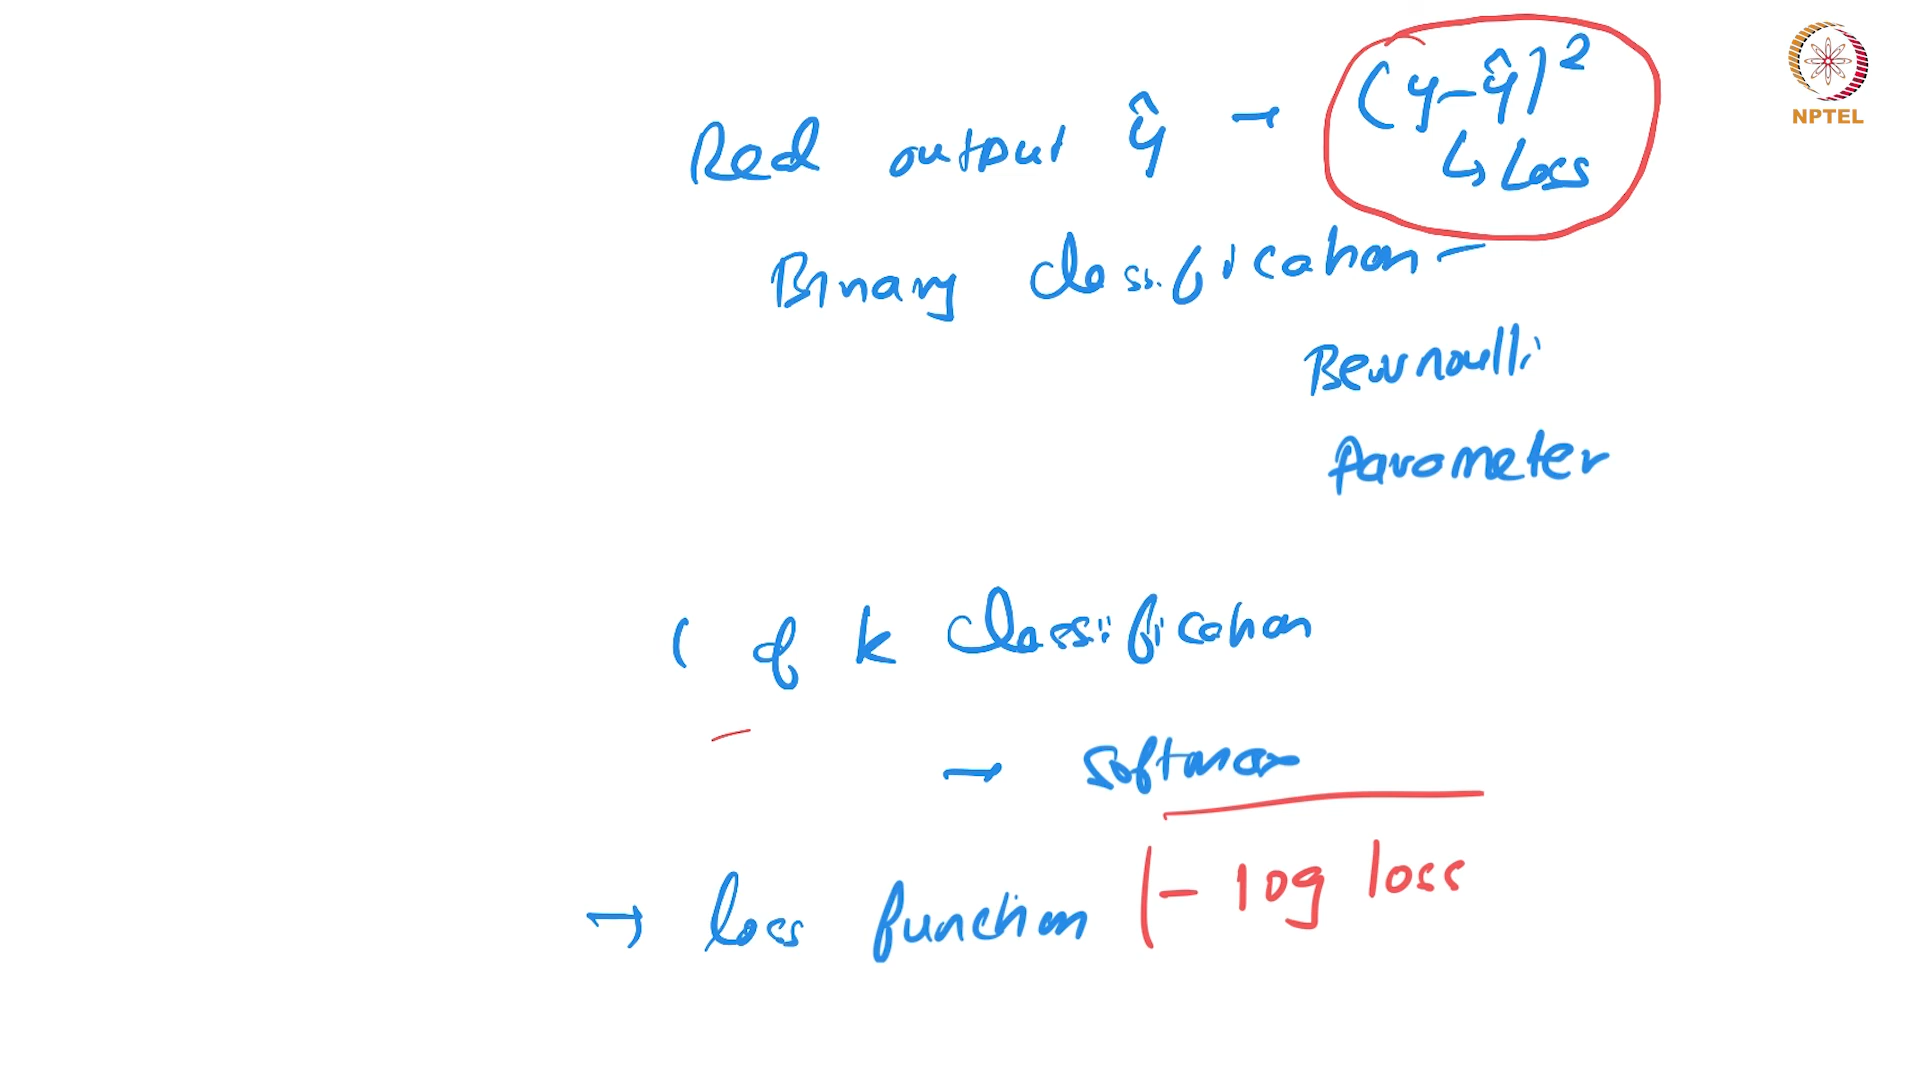 Real output ŷ → (y - ŷ)²
↳ Loss
NPTEL
Binary classification -
Bernoulli
Parameter
1 of k classification
→ softmax
→ loss function | - log loss